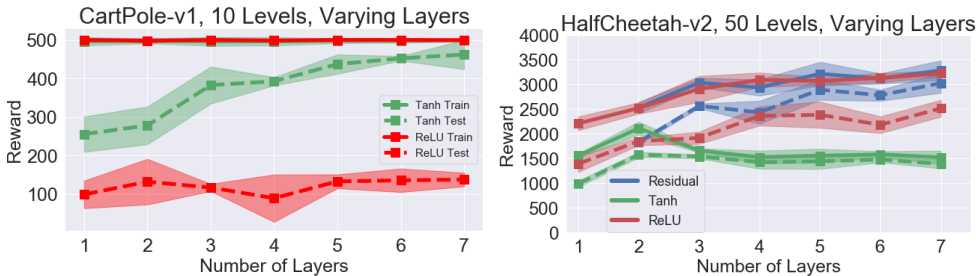 CartPole-v1, 10 Levels, Varying Layers
500
400
300
200
100
Reward
Tanh Train
Tanh Test
ReLU Train
ReLU Test
1 2 3 4 5 6 7
Number of Layers
HalfCheetah-v2, 50 Levels, Varying Layers
4000
3500
3000
2500
2000
1500
1000
500
0
Reward
Residual
Tanh
ReLU
1 2 3 4 5 6 7
Number of Layers